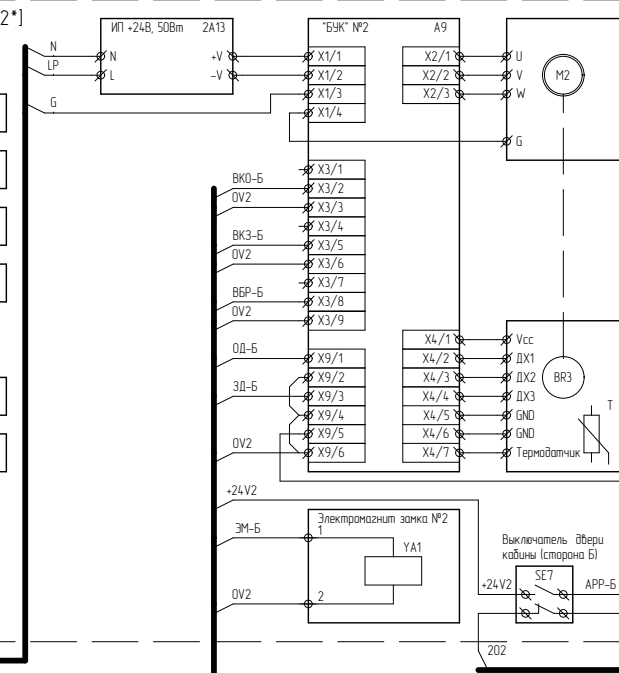 2*]
ИП +24В, 50Вт 2А13
"БУК" №2 А9
N
LP
G
N +V
L -V
X1/1 X2/1
X1/2 X2/2
X1/3 X2/3
X1/4
U
V
W
G
M2
X3/1
ВКО-Б X3/2
0V2 X3/3
X3/4
ВКЗ-Б X3/5
0V2 X3/6
X3/7
ВБР-Б X3/8
0V2 X3/9
ОД-Б X9/1
X9/2
ЗД-Б X9/3
X9/4
X9/5
0V2 X9/6
X4/1 Vcc
X4/2 ДХ1
X4/3 ДХ2
X4/4 ДХ3
X4/5 GND
X4/6 GND
X4/7 Термодатчик
BR3
T
+24V2
Электромагнит замка №2
ЭМ-Б 1
YA1
0V2 2
Выключатель двери
кабины (сторона Б)
SE7
+24V2 АРР-Б
202